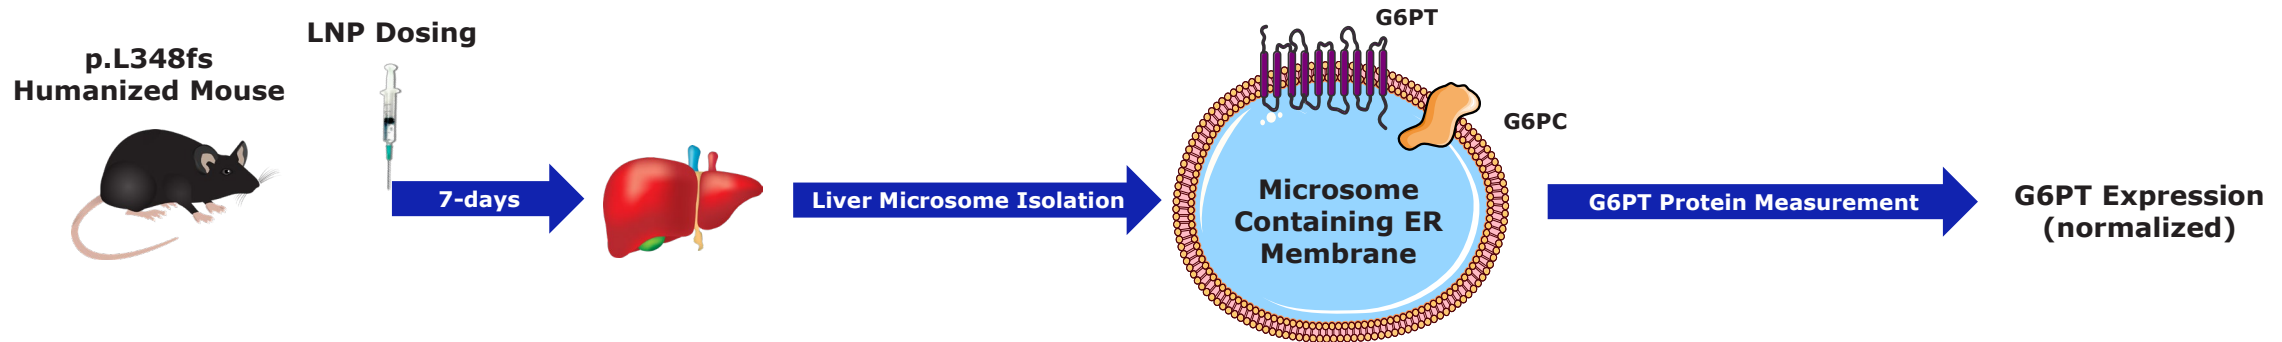 p.L348fs
Humanized Mouse
LNP Dosing
7-days
Liver Microsome Isolation
G6PT
G6PC
Microsome
Containing ER
Membrane
G6PT Protein Measurement
G6PT Expression
(normalized)